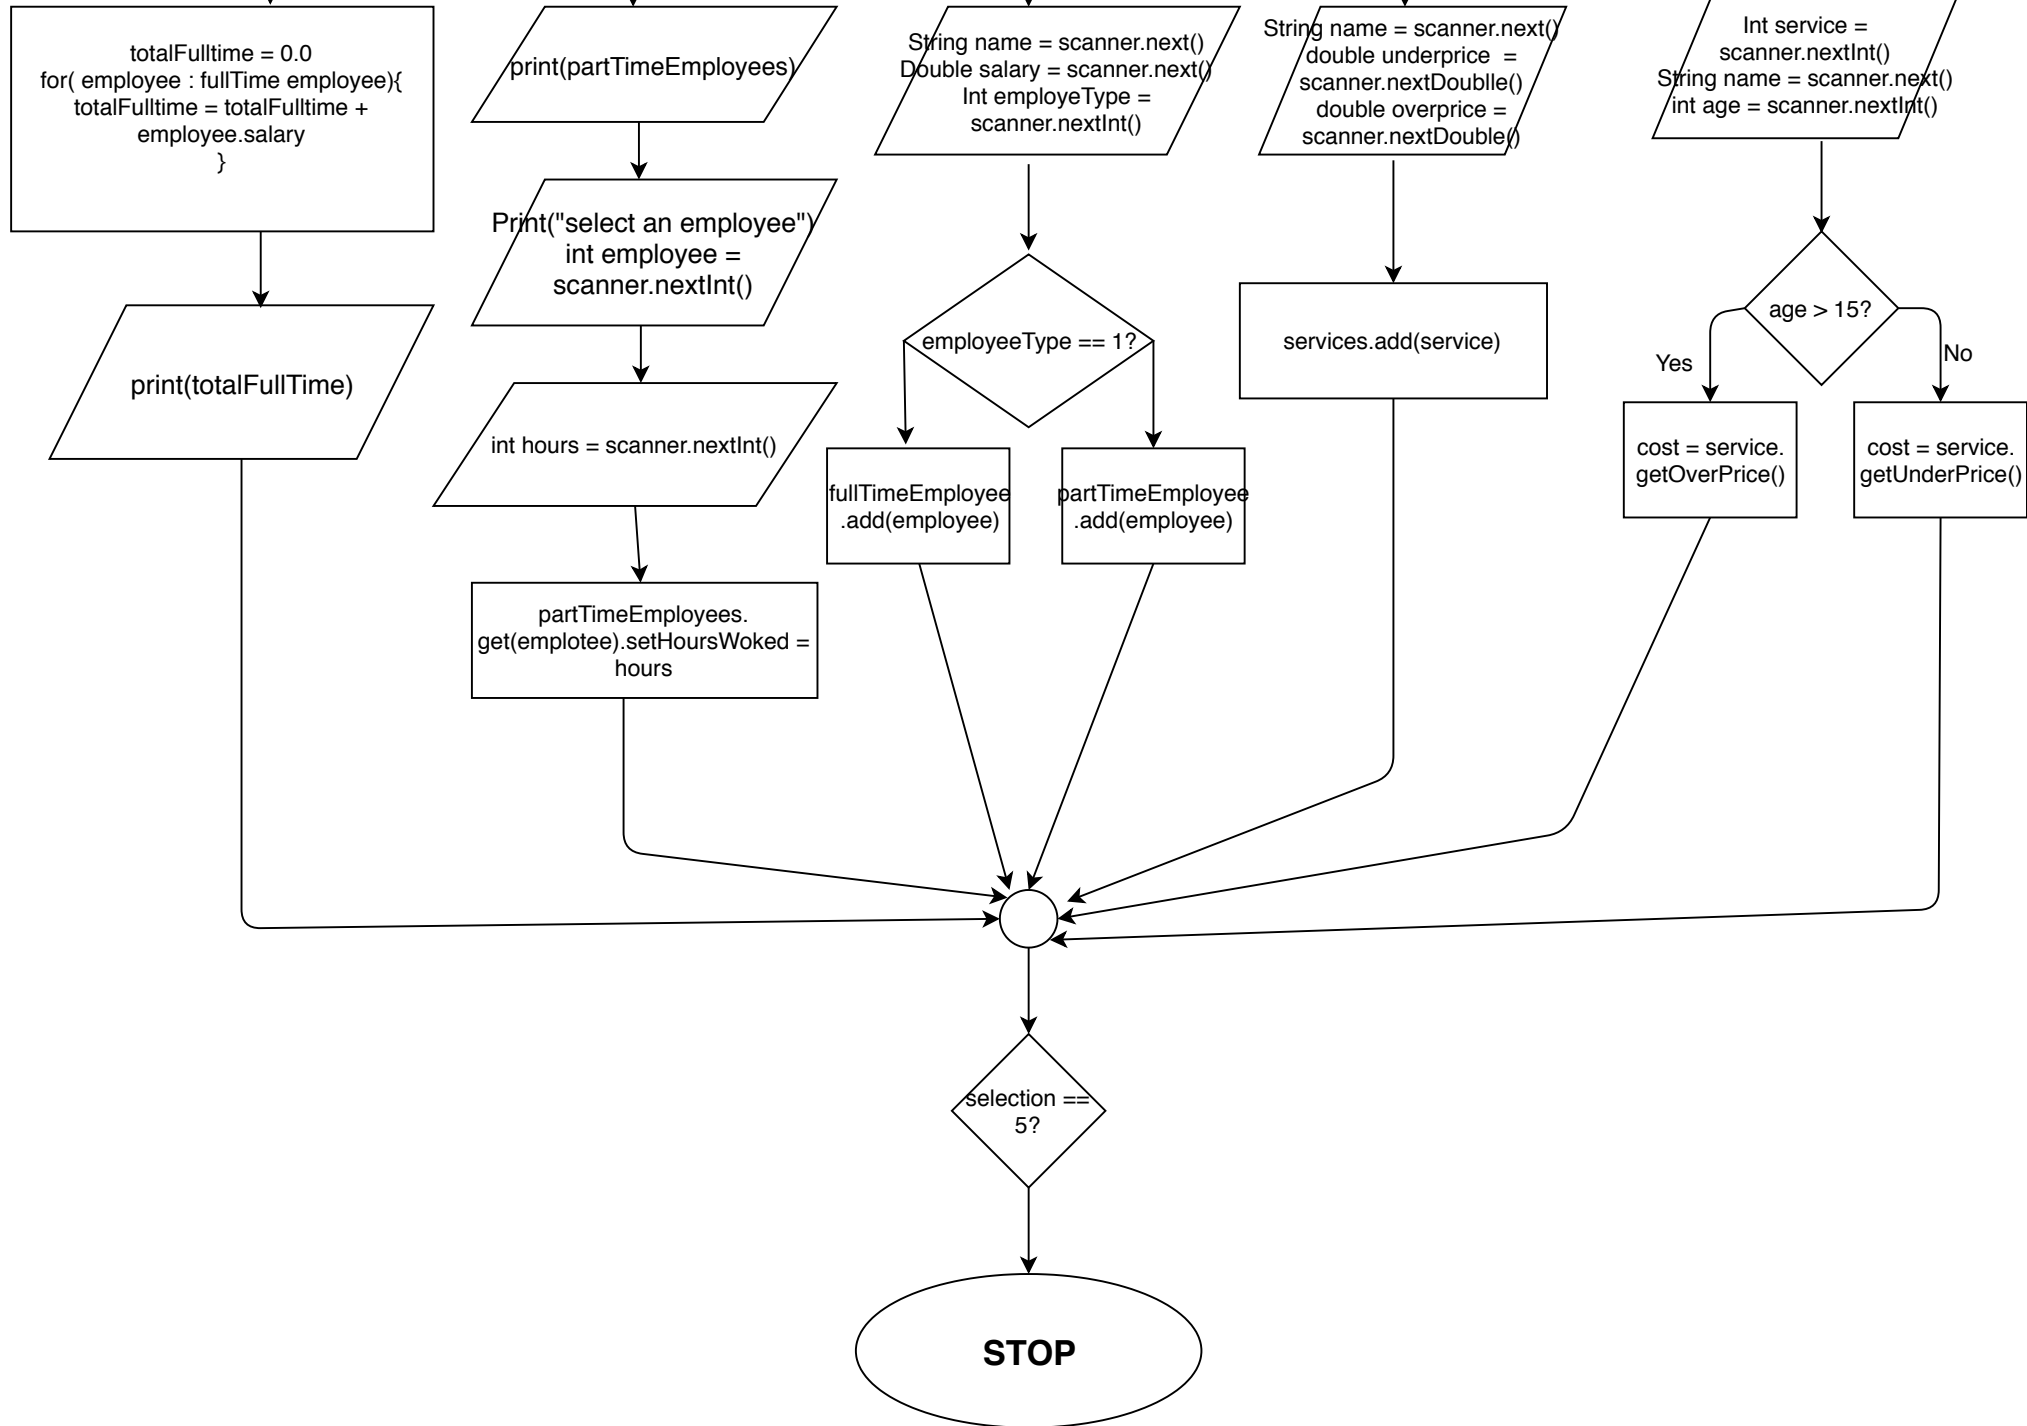 totalFulltime = 0.0
for( employee : fullTime employee){
totalFulltime = totalFulltime +
employee.salary
}
print(totalFullTime)
print(partTimeEmployees)
Print("select an employee")
int employee =
scanner.nextInt()
int hours = scanner.nextInt()
partTimeEmployees.
get(emplotee).setHoursWoked =
hours
String name = scanner.next()
Double salary = scanner.next()
Int employeType =
scanner.nextInt()
employeeType == 1?
fullTimeEmployee
.add(employee)
partTimeEmployee
.add(employee)
String name = scanner.next()
double underprice  =
scanner.nextDoublle()
double overprice =
scanner.nextDouble()
services.add(service)
Int service =
scanner.nextInt()
String name = scanner.next()
int age = scanner.nextInt()
age > 15?
Yes
No
cost = service.
getOverPrice()
cost = service.
getUnderPrice()
selection ==
5?
STOP